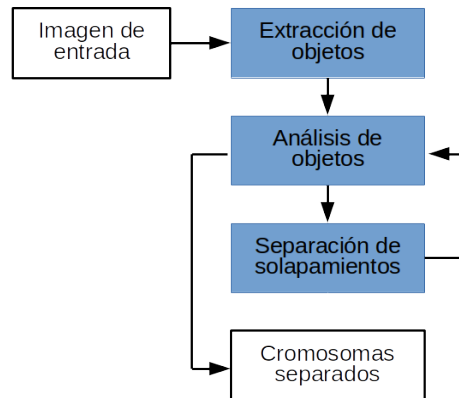 Imagen de
entrada
Extracción de
objetos
Análisis de
objetos
Separación de
solapamientos
Cromosomas
separados